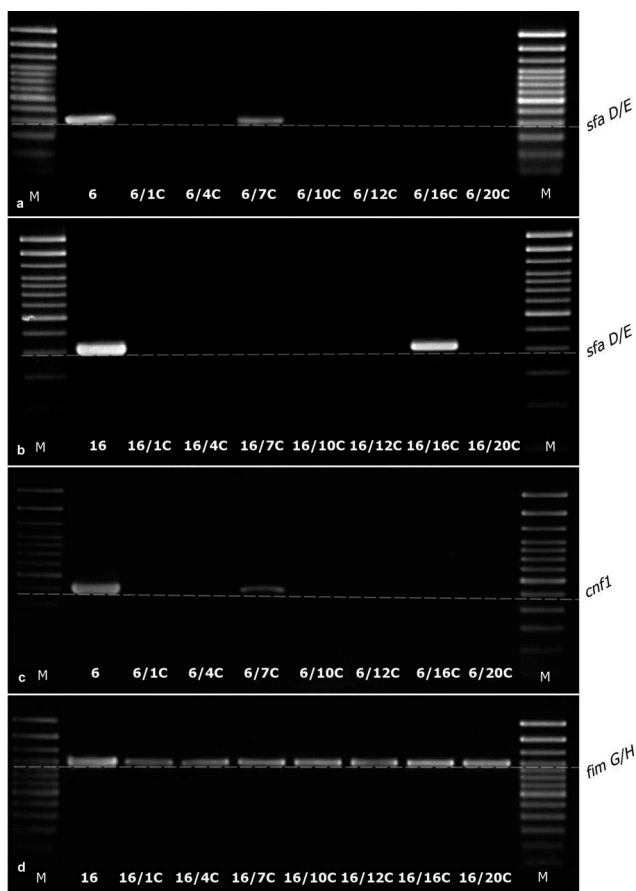 sfa D/E
a M 6 6/1C 6/4C 6/7C 6/10C 6/12C 6/16C 6/20C M
sfa D/E
b M 16 16/1C 16/4C 16/7C 16/10C 16/12C 16/16C 16/20C M
cnf1
c M 6 6/1C 6/4C 6/7C 6/10C 6/12C 6/16C 6/20C M
fim G/H
d M 16 16/1C 16/4C 16/7C 16/10C 16/12C 16/16C 16/20C M